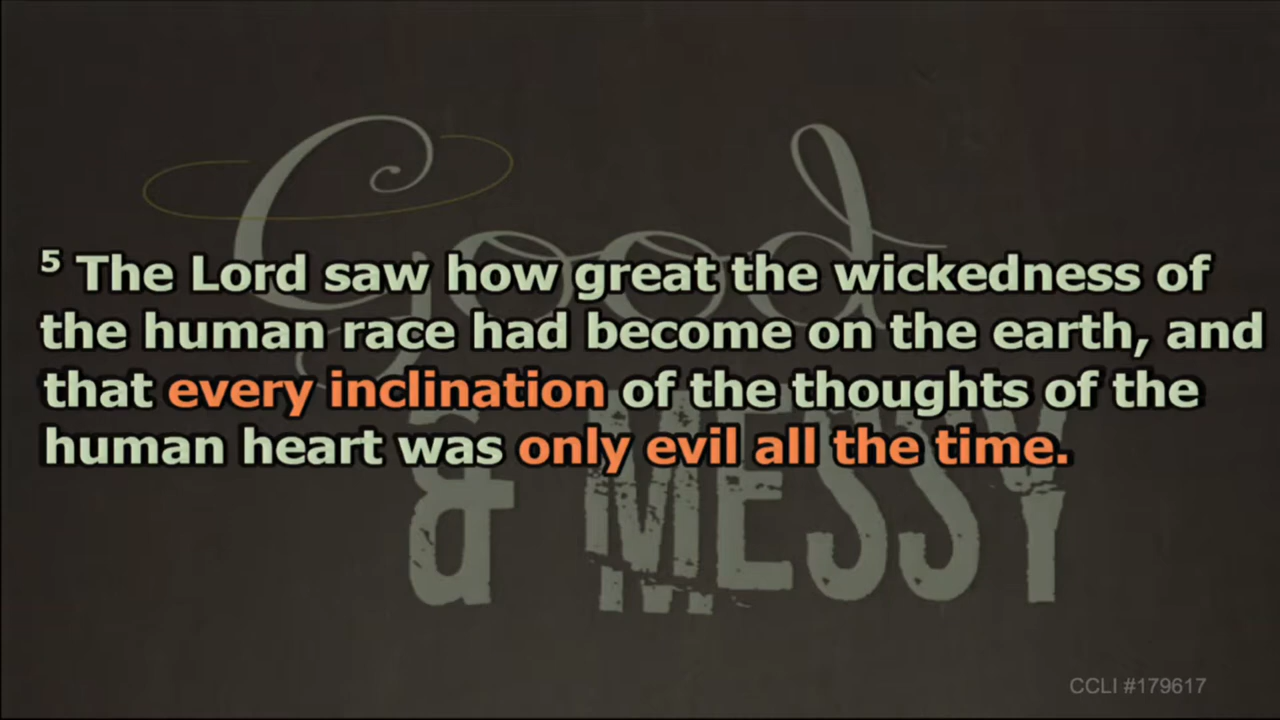 Good
⁵ The Lord saw how great the wickedness of
the human race had become on the earth, and
that every inclination of the thoughts of the
human heart was only evil all the time.
& MESSY
CCLI #179617